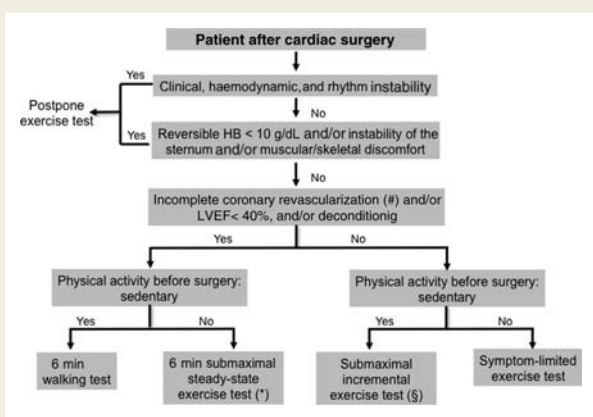 Patient after cardiac surgery
Yes
Clinical, haemodynamic, and rhythm instability
Postpone
exercise test
No
Yes
Reversible HB < 10 g/dL and/or instability of the
sternum and/or muscular/skeletal discomfort
No
Incomplete coronary revascularization (#) and/or
LVEF< 40%, and/or deconditionig
Yes
No
Physical activity before surgery:
sedentary
Physical activity before surgery:
sedentary
Yes
No
Yes
No
6 min
walking test
6 min submaximal
steady-state
exercise test (*)
Submaximal
incremental
exercise test (§)
Symptom-limited
exercise test